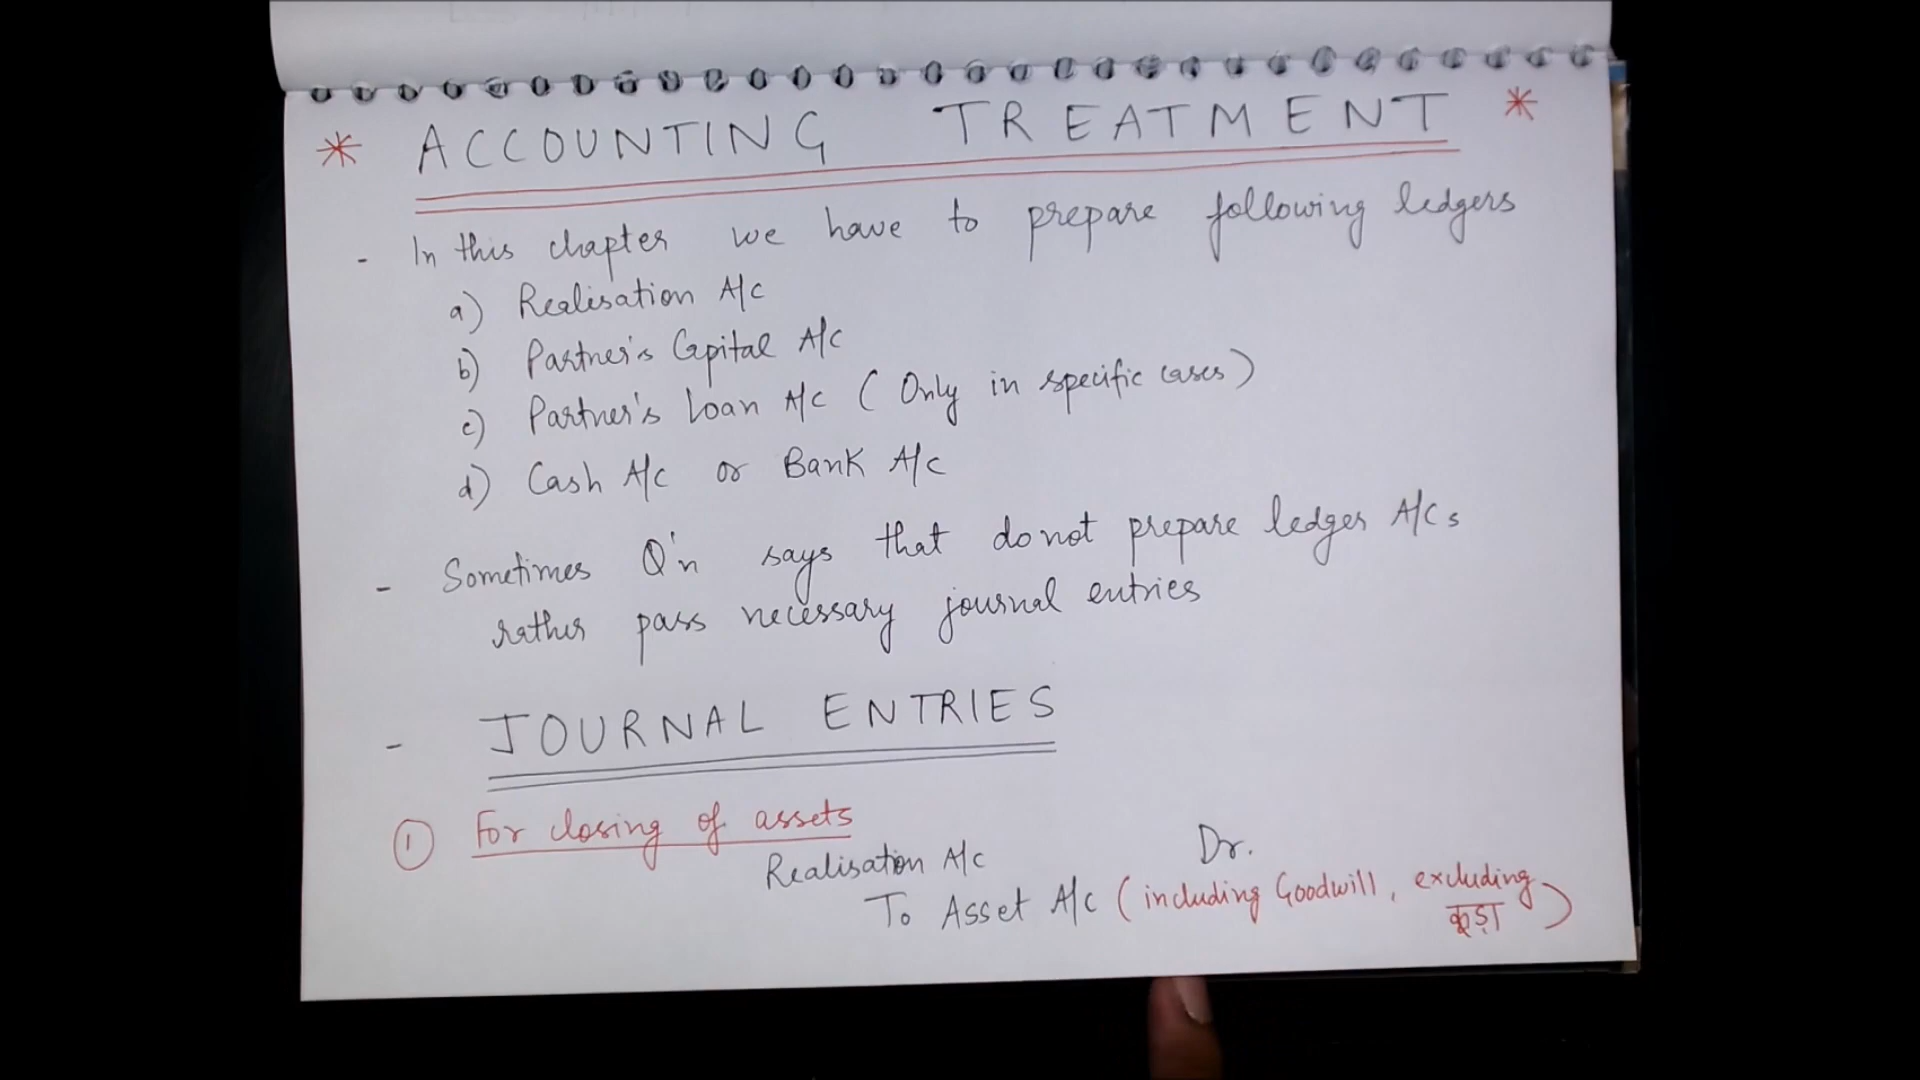 * ACCOUNTING TREATMENT *
- In this chapter we have to prepare following ledgers
a) Realisation A/c
b) Partner's Capital A/c
c) Partner's Loan A/c (Only in specific cases)
d) Cash A/c or Bank A/c
- Sometimes Q'n says that do not prepare ledger A/Cs
rather pass necessary journal entries
- JOURNAL ENTRIES
① For closing of assets
Realisation A/c Dr.
To Asset A/c (including Goodwill, excluding
कूड़ा)